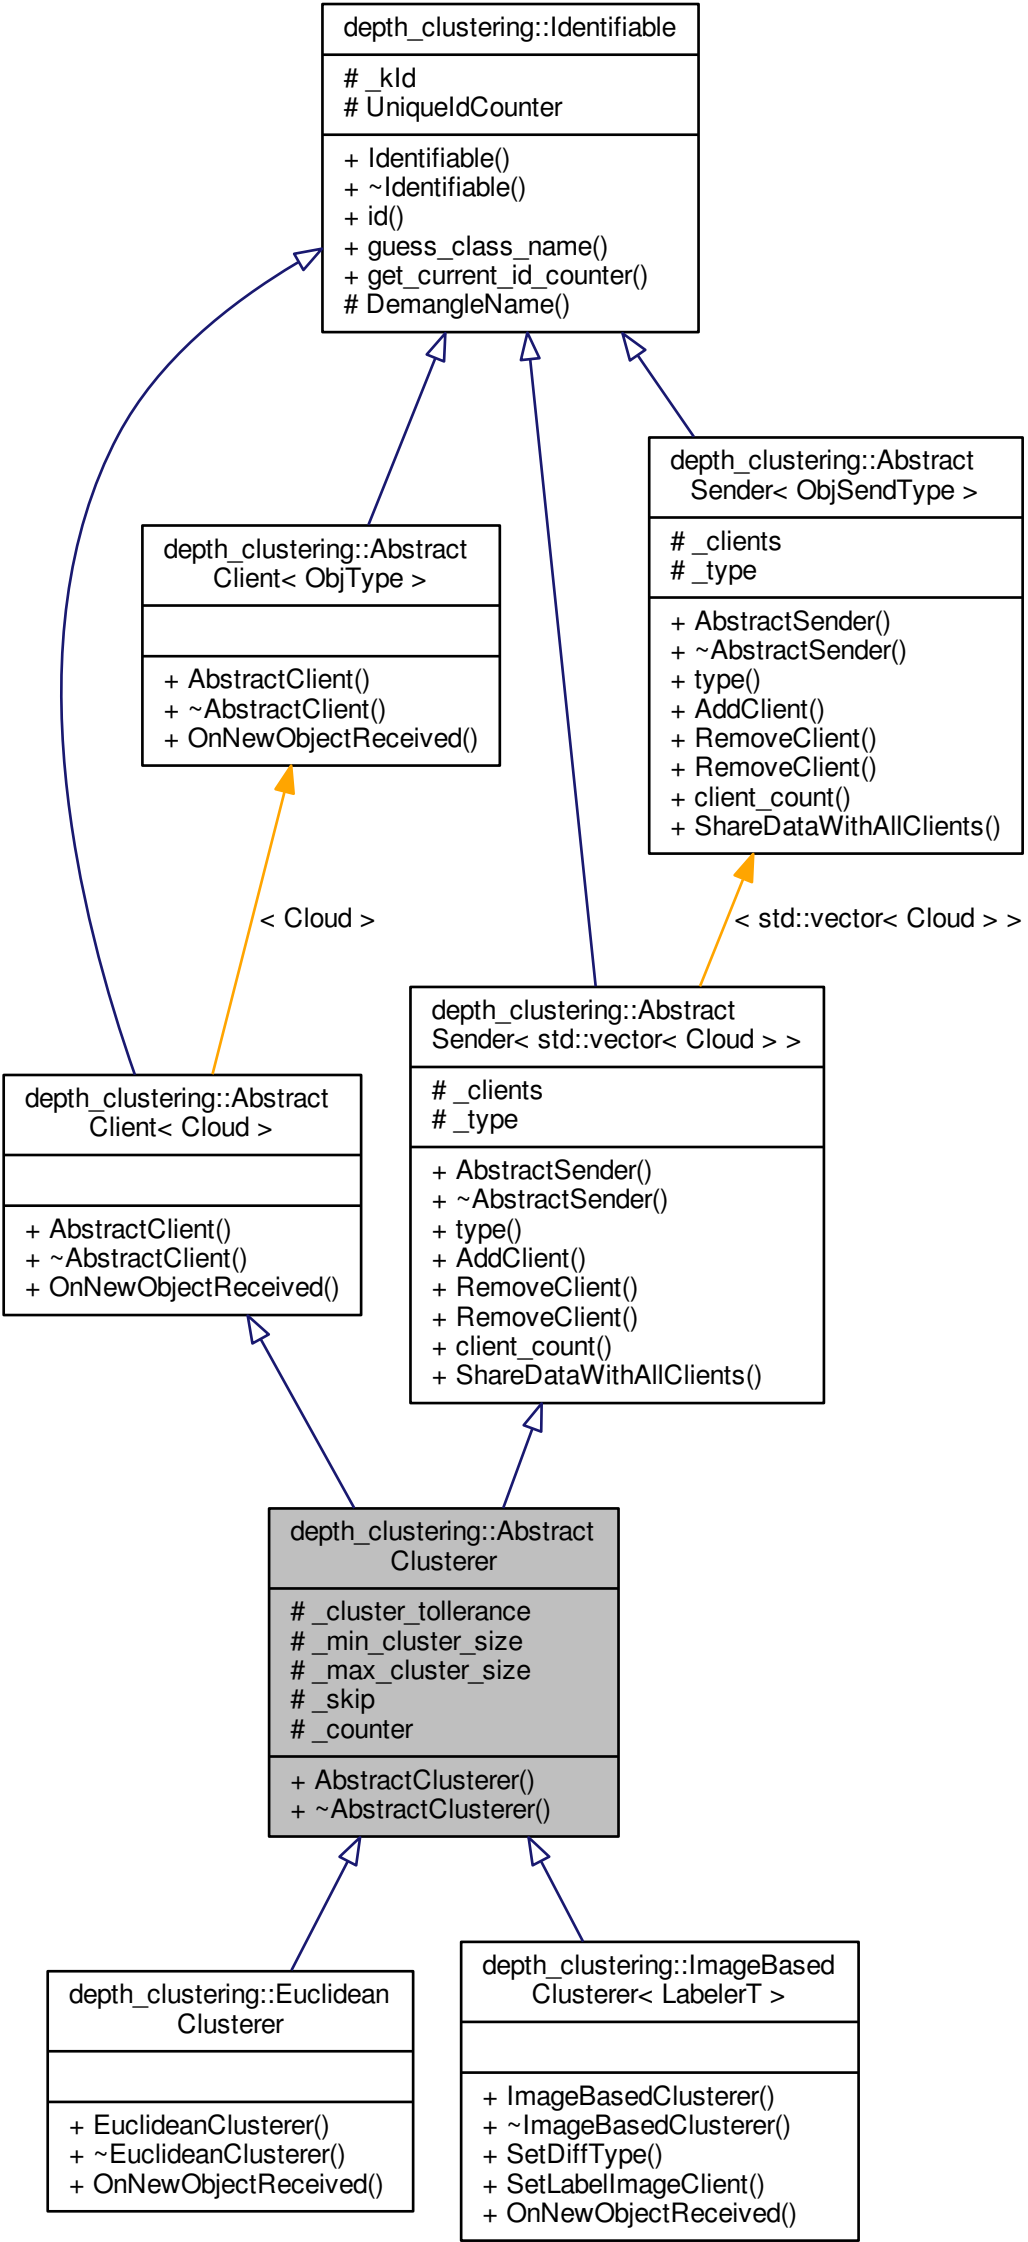 depth_clustering::Identifiable
# _kId
# UniqueIdCounter
+ Identifiable()
+ ~Identifiable()
+ id()
+ guess_class_name()
+ get_current_id_counter()
# DemangleName()
depth_clustering::Abstract
Sender< ObjSendType >
# _clients
# _type
+ AbstractSender()
+ ~AbstractSender()
+ type()
+ AddClient()
+ RemoveClient()
+ RemoveClient()
+ client_count()
+ ShareDataWithAllClients()
depth_clustering::Abstract
Client< ObjType >
+ AbstractClient()
+ ~AbstractClient()
+ OnNewObjectReceived()
< Cloud >
< std::vector< Cloud > >
depth_clustering::Abstract
Sender< std::vector< Cloud > >
# _clients
# _type
+ AbstractSender()
+ ~AbstractSender()
+ type()
+ AddClient()
+ RemoveClient()
+ RemoveClient()
+ client_count()
+ ShareDataWithAllClients()
depth_clustering::Abstract
Client< Cloud >
+ AbstractClient()
+ ~AbstractClient()
+ OnNewObjectReceived()
depth_clustering::Abstract
Clusterer
# _cluster_tollerance
# _min_cluster_size
# _max_cluster_size
# _skip
# _counter
+ AbstractClusterer()
+ ~AbstractClusterer()
depth_clustering::Euclidean
Clusterer
+ EuclideanClusterer()
+ ~EuclideanClusterer()
+ OnNewObjectReceived()
depth_clustering::ImageBased
Clusterer< LabelerT >
+ ImageBasedClusterer()
+ ~ImageBasedClusterer()
+ SetDiffType()
+ SetLabelImageClient()
+ OnNewObjectReceived()